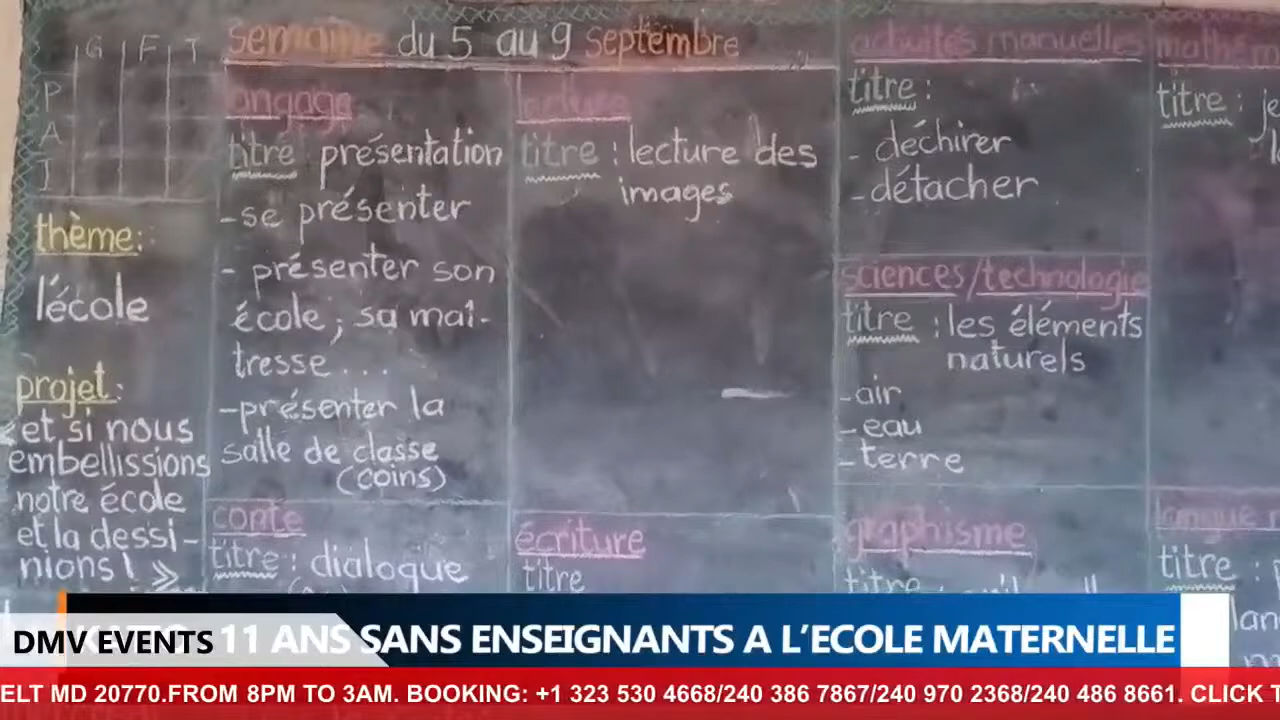 G F T
P
A
J
thème:
l'école
projet:
« et si nous
embellissions
notre école
et la dessi-
nions ! »
Semaine du 5 au 9 septembre
langage
titre présentation
- se présenter
- présenter son
école ; sa maî-
tresse...
- présenter la
salle de classe
(coins)
conte
titre : dialogue
lecture
titre : lecture des
images
écriture
titre
activités manuelles
titre :
- déchirer
- détacher
sciences/technologie
titre : les éléments
naturels
- air
- eau
- terre
graphisme
titre
mathém
titre : je
langue
titre :
lan
DMV EVENTS
11 ANS SANS ENSEIGNANTS A L'ECOLE MATERNELLE
ELT MD 20770.FROM 8PM TO 3AM. BOOKING: +1 323 530 4668/240 386 7867/240 970 2368/240 486 8661. CLICK T